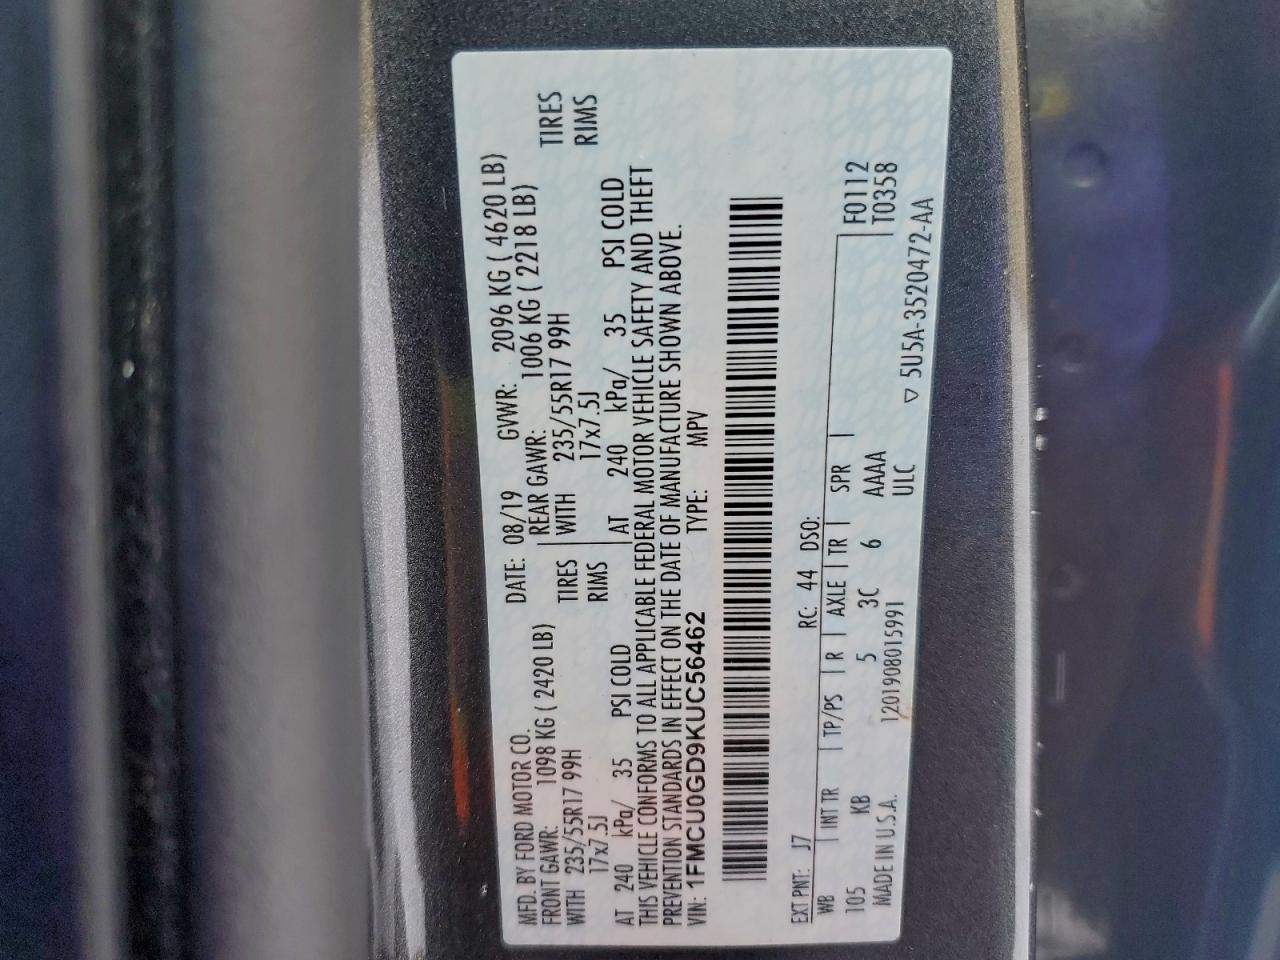 MFD. BY FORD MOTOR CO. DATE: 08/19 GVWR: 2096 KG ( 4620 LB)
FRONT GAWR: 1098 KG ( 2420 LB) REAR GAWR: 1006 KG ( 2218 LB)
WITH 235/55R17 99H TIRES WITH 235/55R17 99H TIRES
17x7.5J RIMS 17x7.5J RIMS
AT 240 kPa/ 35 PSI COLD AT 240 kPa/ 35 PSI COLD
THIS VEHICLE CONFORMS TO ALL APPLICABLE FEDERAL MOTOR VEHICLE SAFETY AND THEFT
PREVENTION STANDARDS IN EFFECT ON THE DATE OF MANUFACTURE SHOWN ABOVE.
VIN: 1FMCU0GD9KUC56462 TYPE: MPV
EXT PNT: J7 RC: 44 DSO:
WB | INT TR | TP/PS | R | AXLE | TR | SPR | F0112
105 KB 5 3C 6 AAAA T0358
MADE IN U.S.A. 1201908015991 ULC
▽ 5U5A-3520472-AA